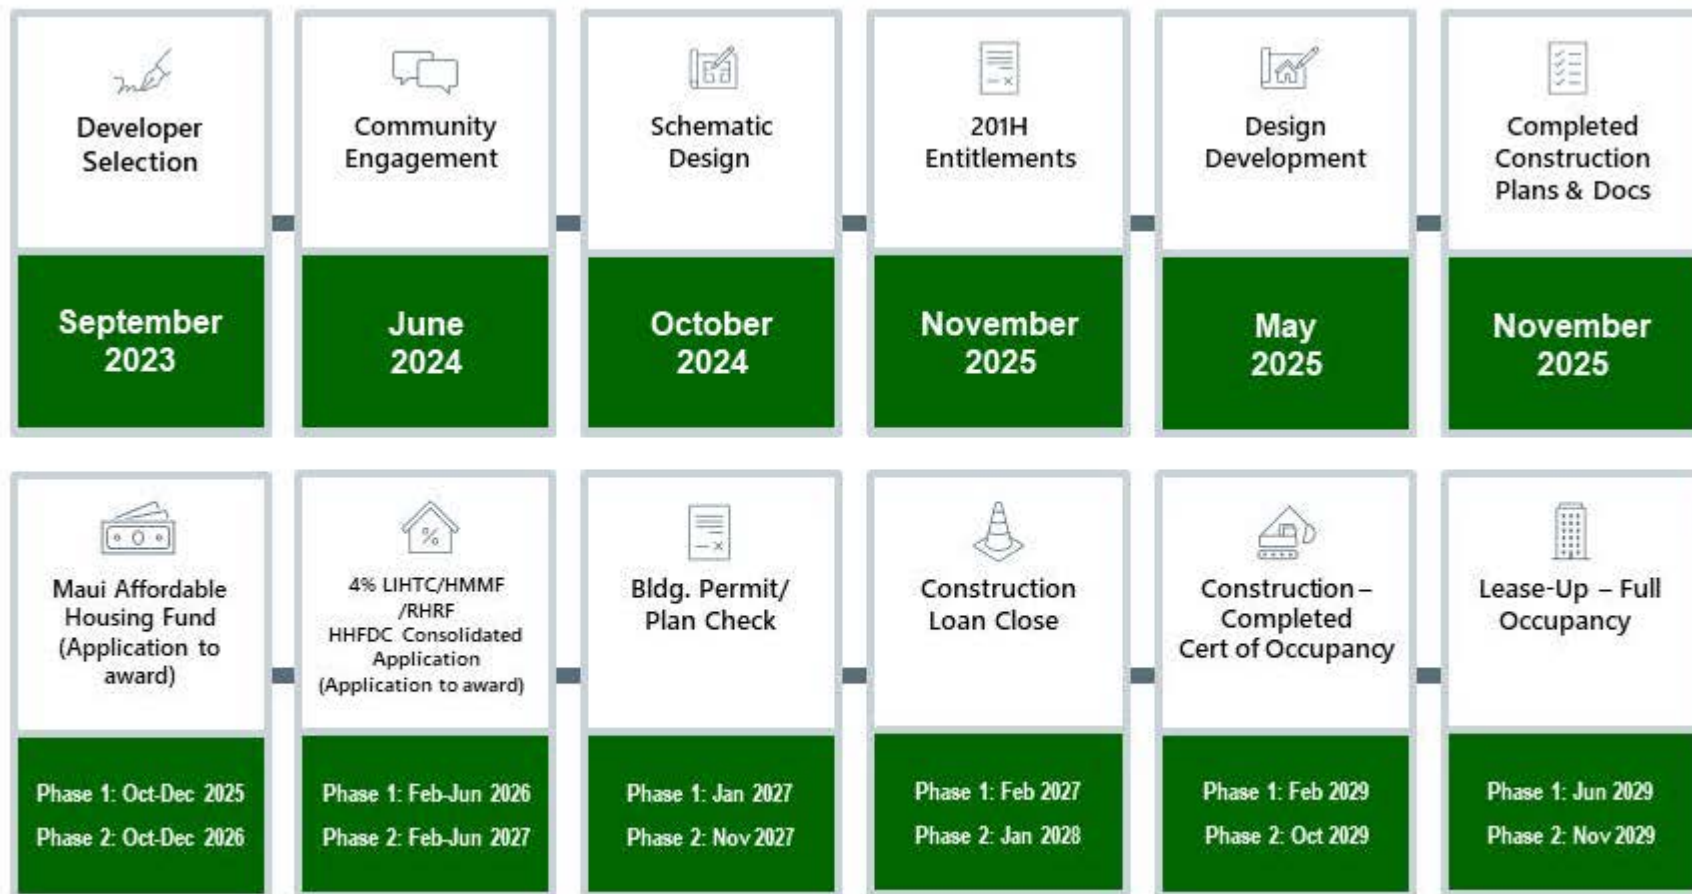 Developer
Selection
September
2023
Community
Engagement
June
2024
Schematic
Design
October
2024
201H
Entitlements
November
2025
Design
Development
May
2025
Completed
Construction
Plans & Docs
November
2025
Maui Affordable
Housing Fund
(Application to
award)
Phase 1: Oct-Dec 2025
Phase 2: Oct-Dec 2026
%
4% LIHTC/HMMF
/RHRF
HHFDC Consolidated
Application
(Application to award)
Phase 1: Feb-Jun 2026
Phase 2: Feb-Jun 2027
Bldg. Permit/
Plan Check
Phase 1: Jan 2027
Phase 2: Nov 2027
Construction
Loan Close
Phase 1: Feb 2027
Phase 2: Jan 2028
Construction –
Completed
Cert of Occupancy
Phase 1: Feb 2029
Phase 2: Oct 2029
Lease-Up – Full
Occupancy
Phase 1: Jun 2029
Phase 2: Nov 2029